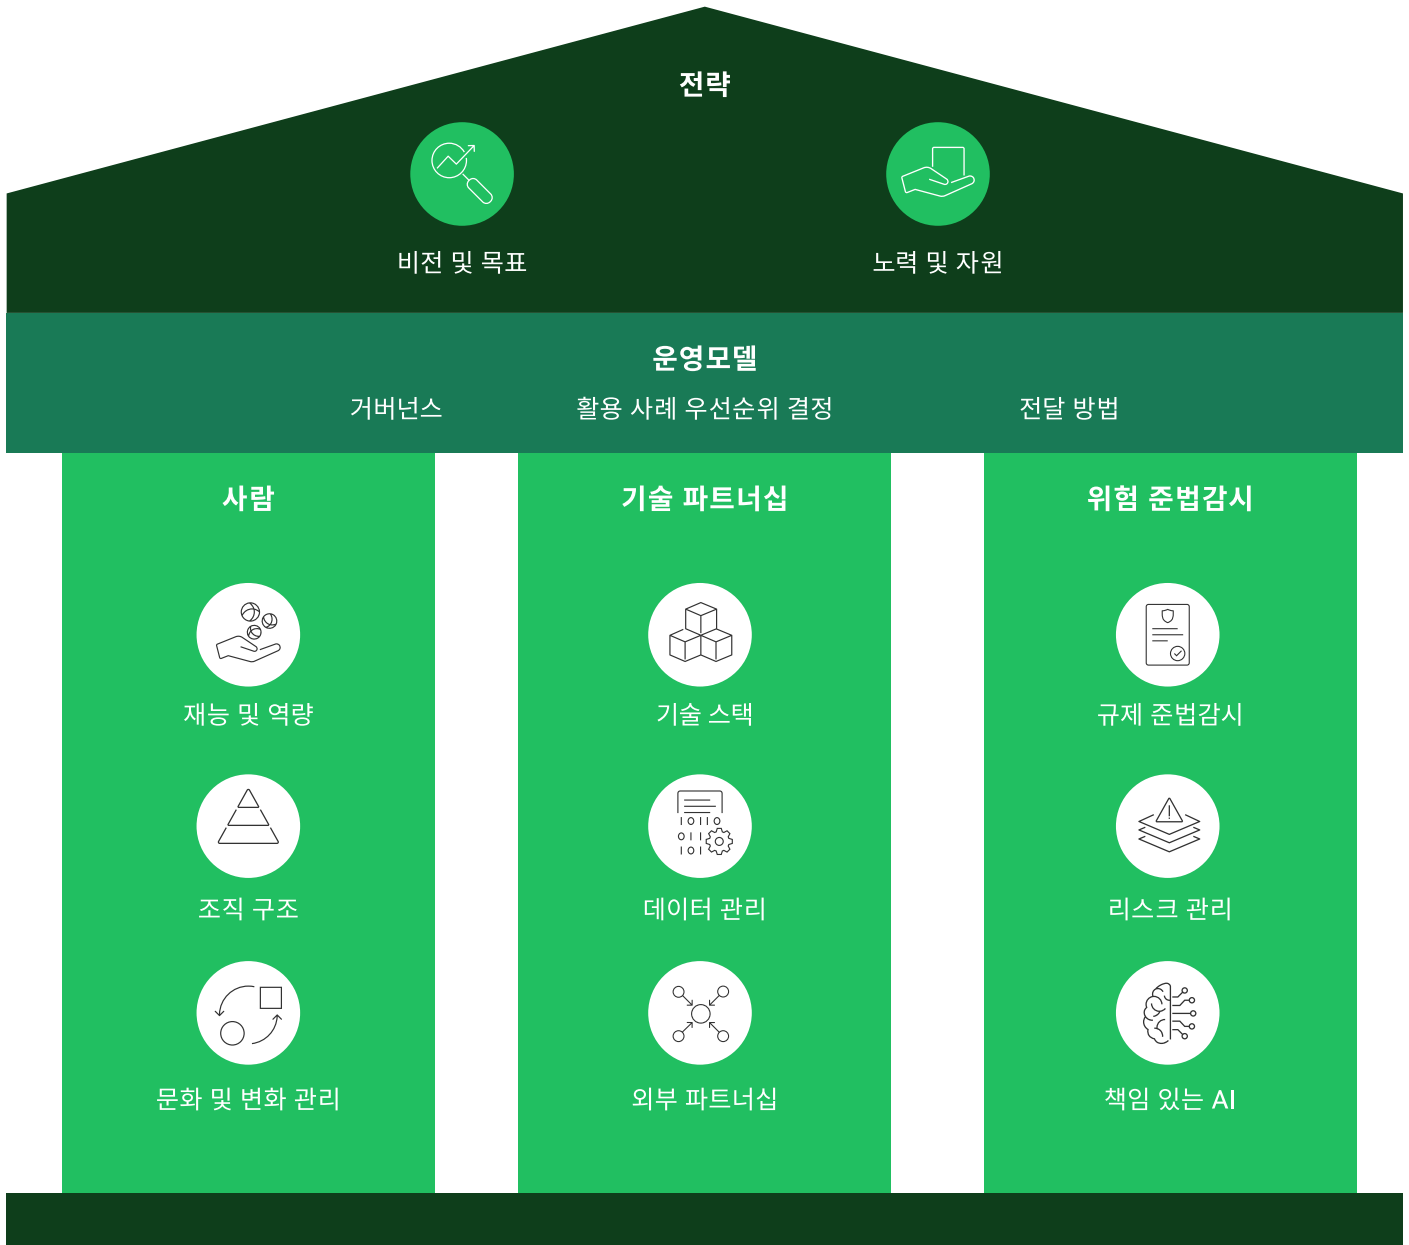 전략
비전 및 목표
노력 및 자원
운영모델
거버넌스
활용 사례 우선순위 결정
전달 방법
사람
재능 및 역량
조직 구조
문화 및 변화 관리
기술 파트너십
기술 스택
데이터 관리
외부 파트너십
위험 준법감시
규제 준법감시
리스크 관리
책임 있는 AI